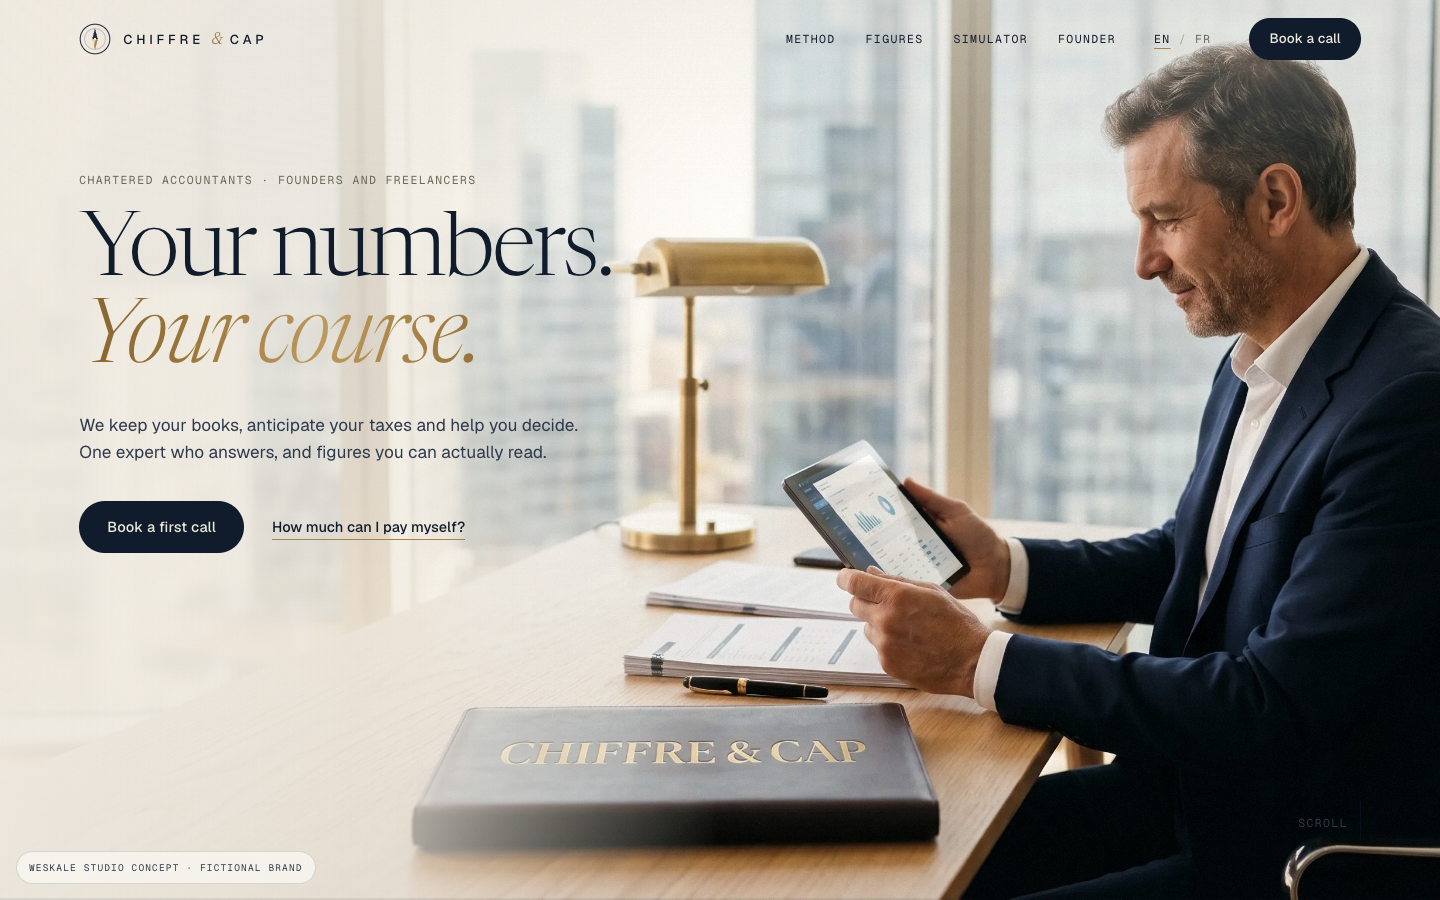 CHIFFRE & CAP
METHOD
FIGURES
SIMULATOR
FOUNDER
EN / FR
Book a call
CHARTERED ACCOUNTANTS · FOUNDERS AND FREELANCERS
Your numbers.
Your course.
We keep your books, anticipate your taxes and help you decide.
One expert who answers, and figures you can actually read.
Book a first call
How much can I pay myself?
CHIFFRE & CAP
SCROLL
WESKALE STUDIO CONCEPT · FICTIONAL BRAND